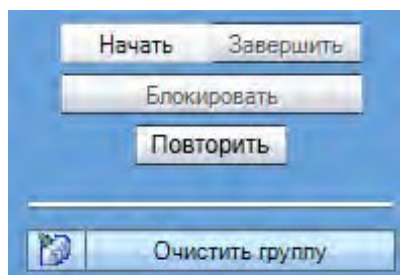 Начать Завершить
Блокировать
Повторить
Очистить группу